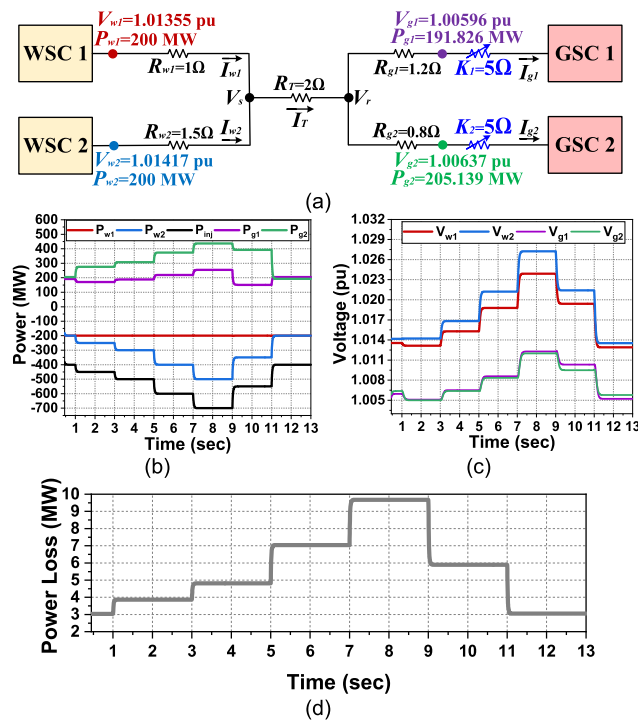 WSC 1
V_w1=1.01355 pu
P_w1=200 MW
R_w1=1Ω
I_w1
V_s
R_T=2Ω
I_T
V_r
V_g1=1.00596 pu
P_g1=191.826 MW
R_g1=1.2Ω
K_1=5Ω
I_g1
GSC 1
WSC 2
R_w2=1.5Ω
I_w2
V_w2=1.01417 pu
P_w2=200 MW
R_g2=0.8Ω
K_2=5Ω
I_g2
GSC 2
V_g2=1.00637 pu
P_g2=205.139 MW
(a)
P_w1 P_w2 P_inj P_g1 P_g2
Power (MW)
600
500
400
300
200
100
0
-100
-200
-300
-400
-500
-600
-700
1 2 3 4 5 6 7 8 9 10 11 12 13
Time (sec)
(b)
V_w1 V_w2 V_g1 V_g2
Voltage (pu)
1.032
1.026
1.023
1.020
1.017
1.014
1.011
1.008
1.005
1 2 3 4 5 6 7 8 9 10 11 12 13
Time (sec)
(c)
Power Loss (MW)
10
9
8
7
6
5
4
3
2
1 2 3 4 5 6 7 8 9 10 11 12 13
Time (sec)
(d)